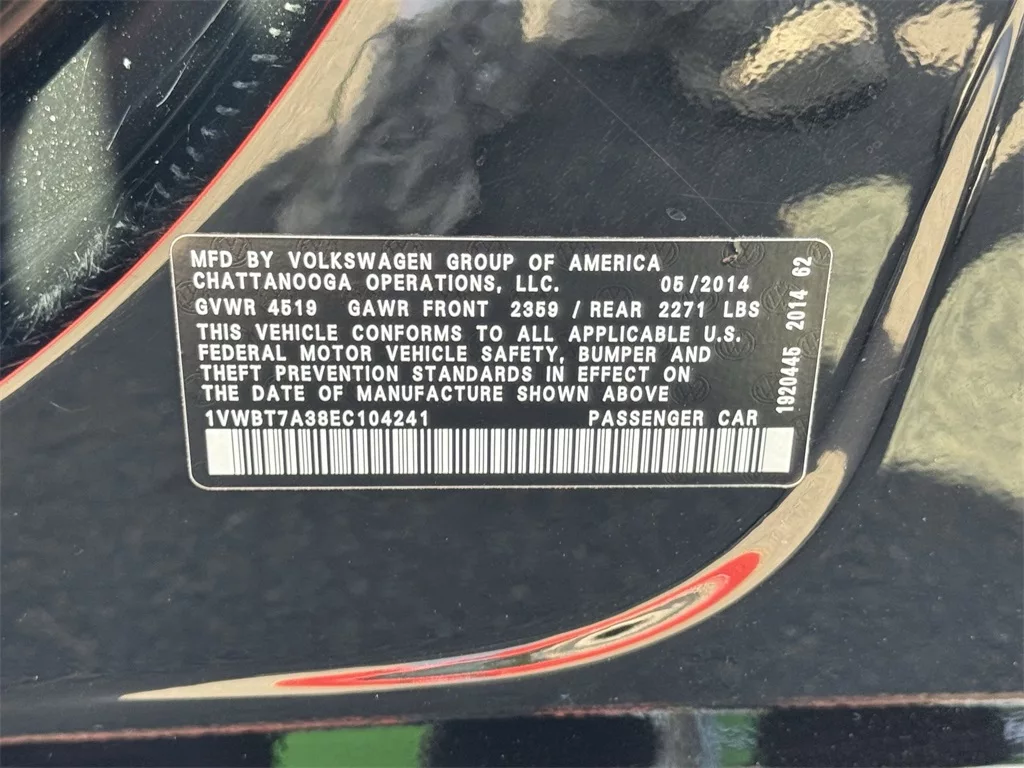 MFD BY VOLKSWAGEN GROUP OF AMERICA
CHATTANOOGA OPERATIONS, LLC. 05/2014
GVWR 4519 GAWR FRONT 2359 / REAR 2271 LBS
THIS VEHICLE CONFORMS TO ALL APPLICABLE U.S.
FEDERAL MOTOR VEHICLE SAFETY, BUMPER AND
THEFT PREVENTION STANDARDS IN EFFECT ON
THE DATE OF MANUFACTURE SHOWN ABOVE
1VWBT7A38EC104241 PASSENGER CAR
1920445 2014 62